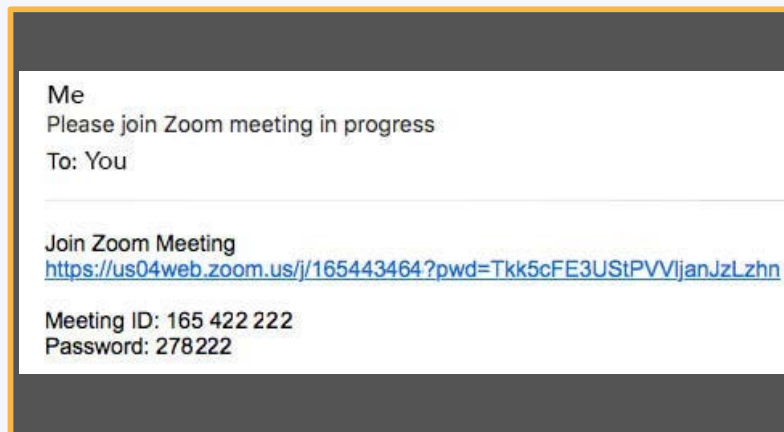 Me
Please join Zoom meeting in progress
To: You
Join Zoom Meeting
https://us04web.zoom.us/j/165443464?pwd=Tkk5cFE3UStPVVljanJzLzhn
Meeting ID: 165 422 222
Password: 278222